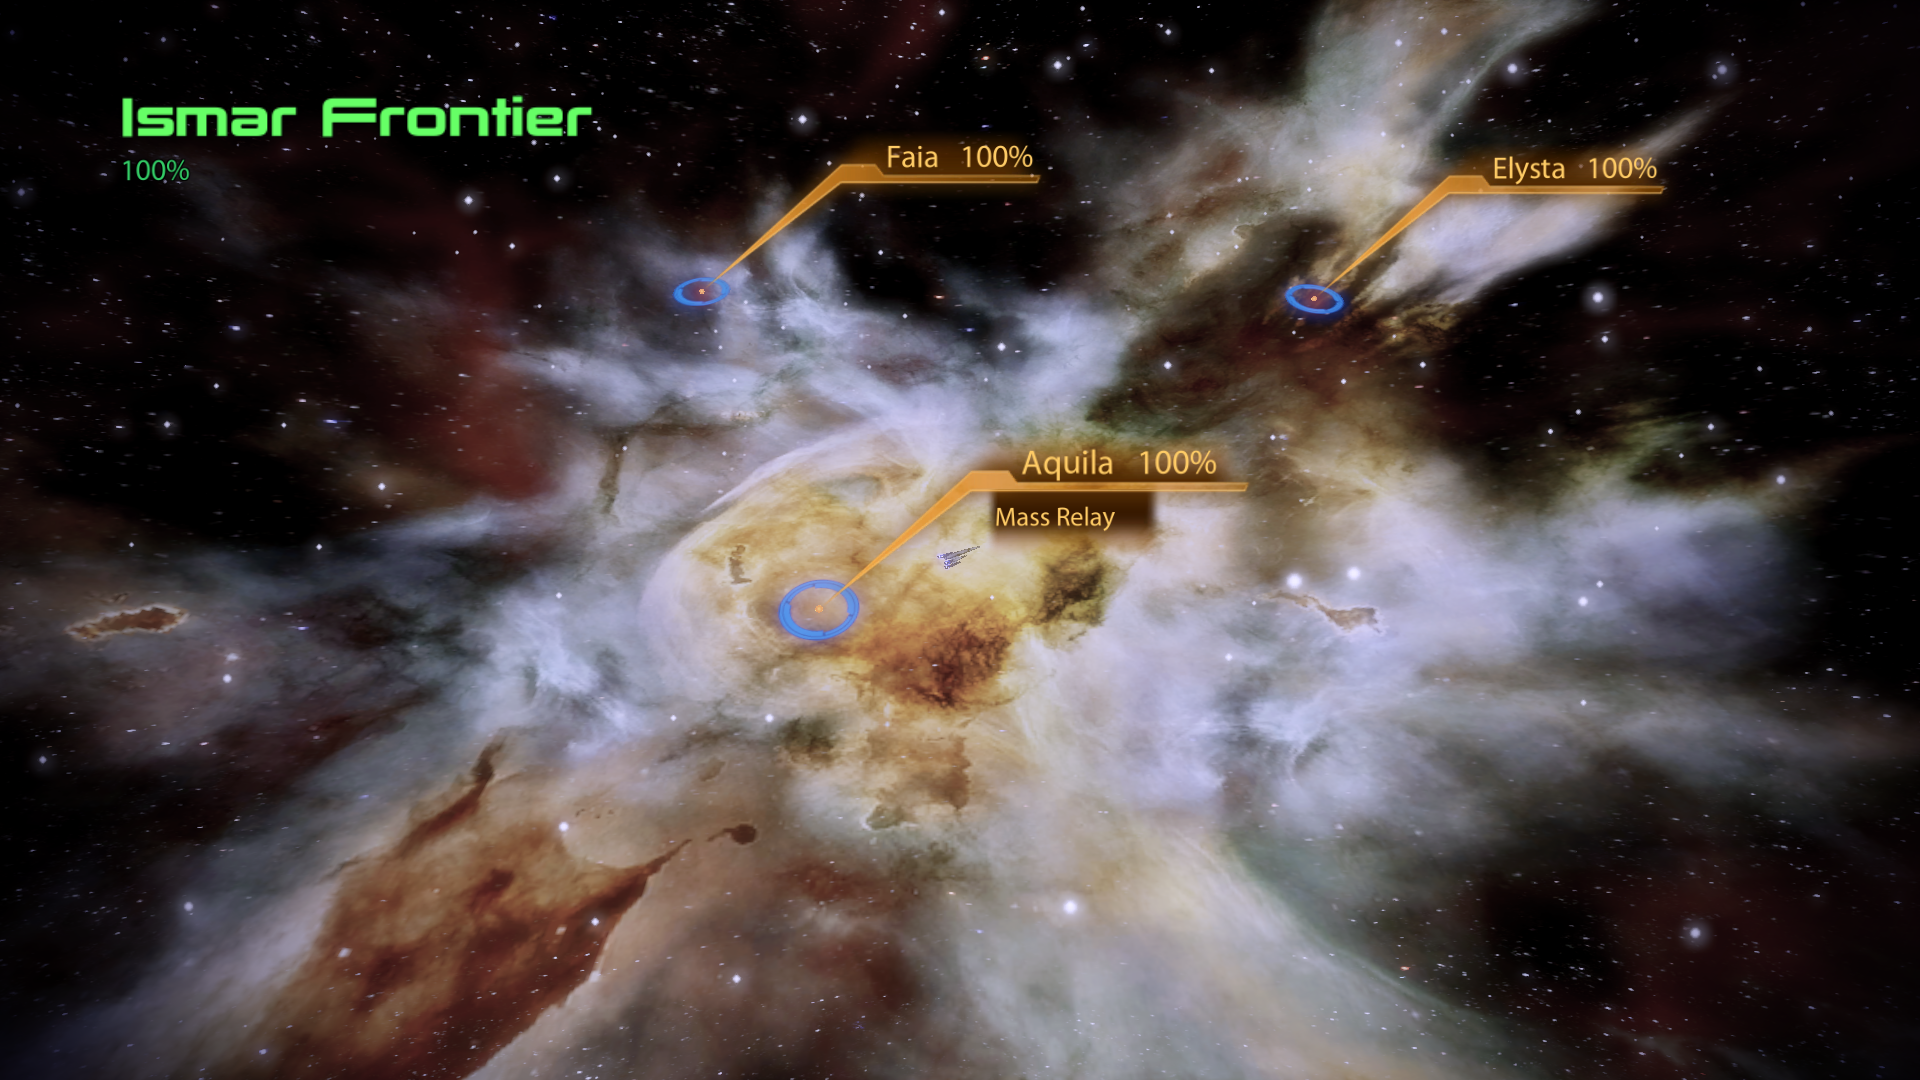 Ismar Frontier
100%
Faia 100%
Elysta 100%
Aquila 100%
Mass Relay